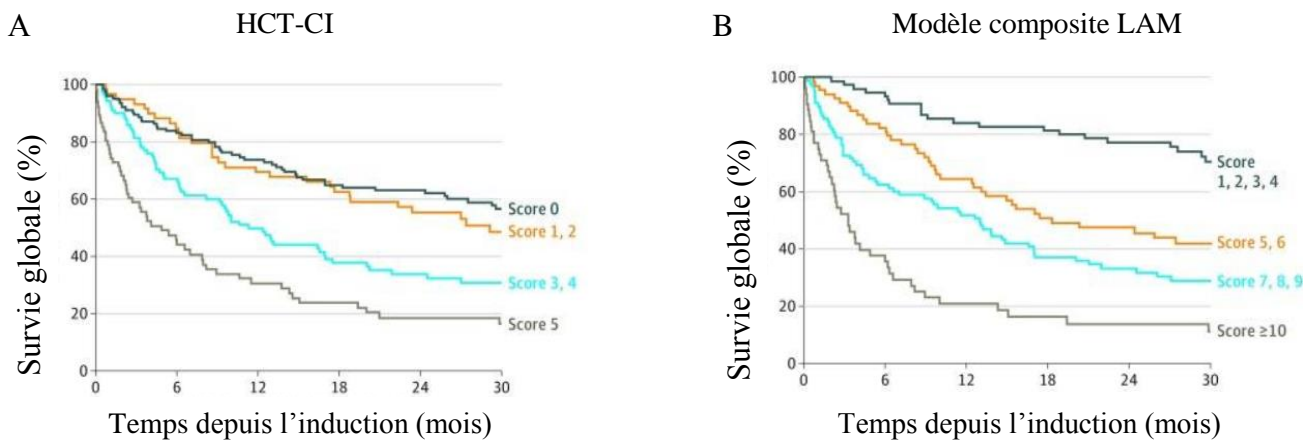 A
HCT-CI
Survie globale (%)
100
80
60
40
20
0
0 6 12 18 24 30
Score 0
Score 1, 2
Score 3, 4
Score 5
Temps depuis l'induction (mois)
B
Modèle composite LAM
Survie globale (%)
100
80
60
40
20
0
0 6 12 18 24 30
Score
1, 2, 3, 4
Score 5, 6
Score 7, 8, 9
Score ≥10
Temps depuis l'induction (mois)